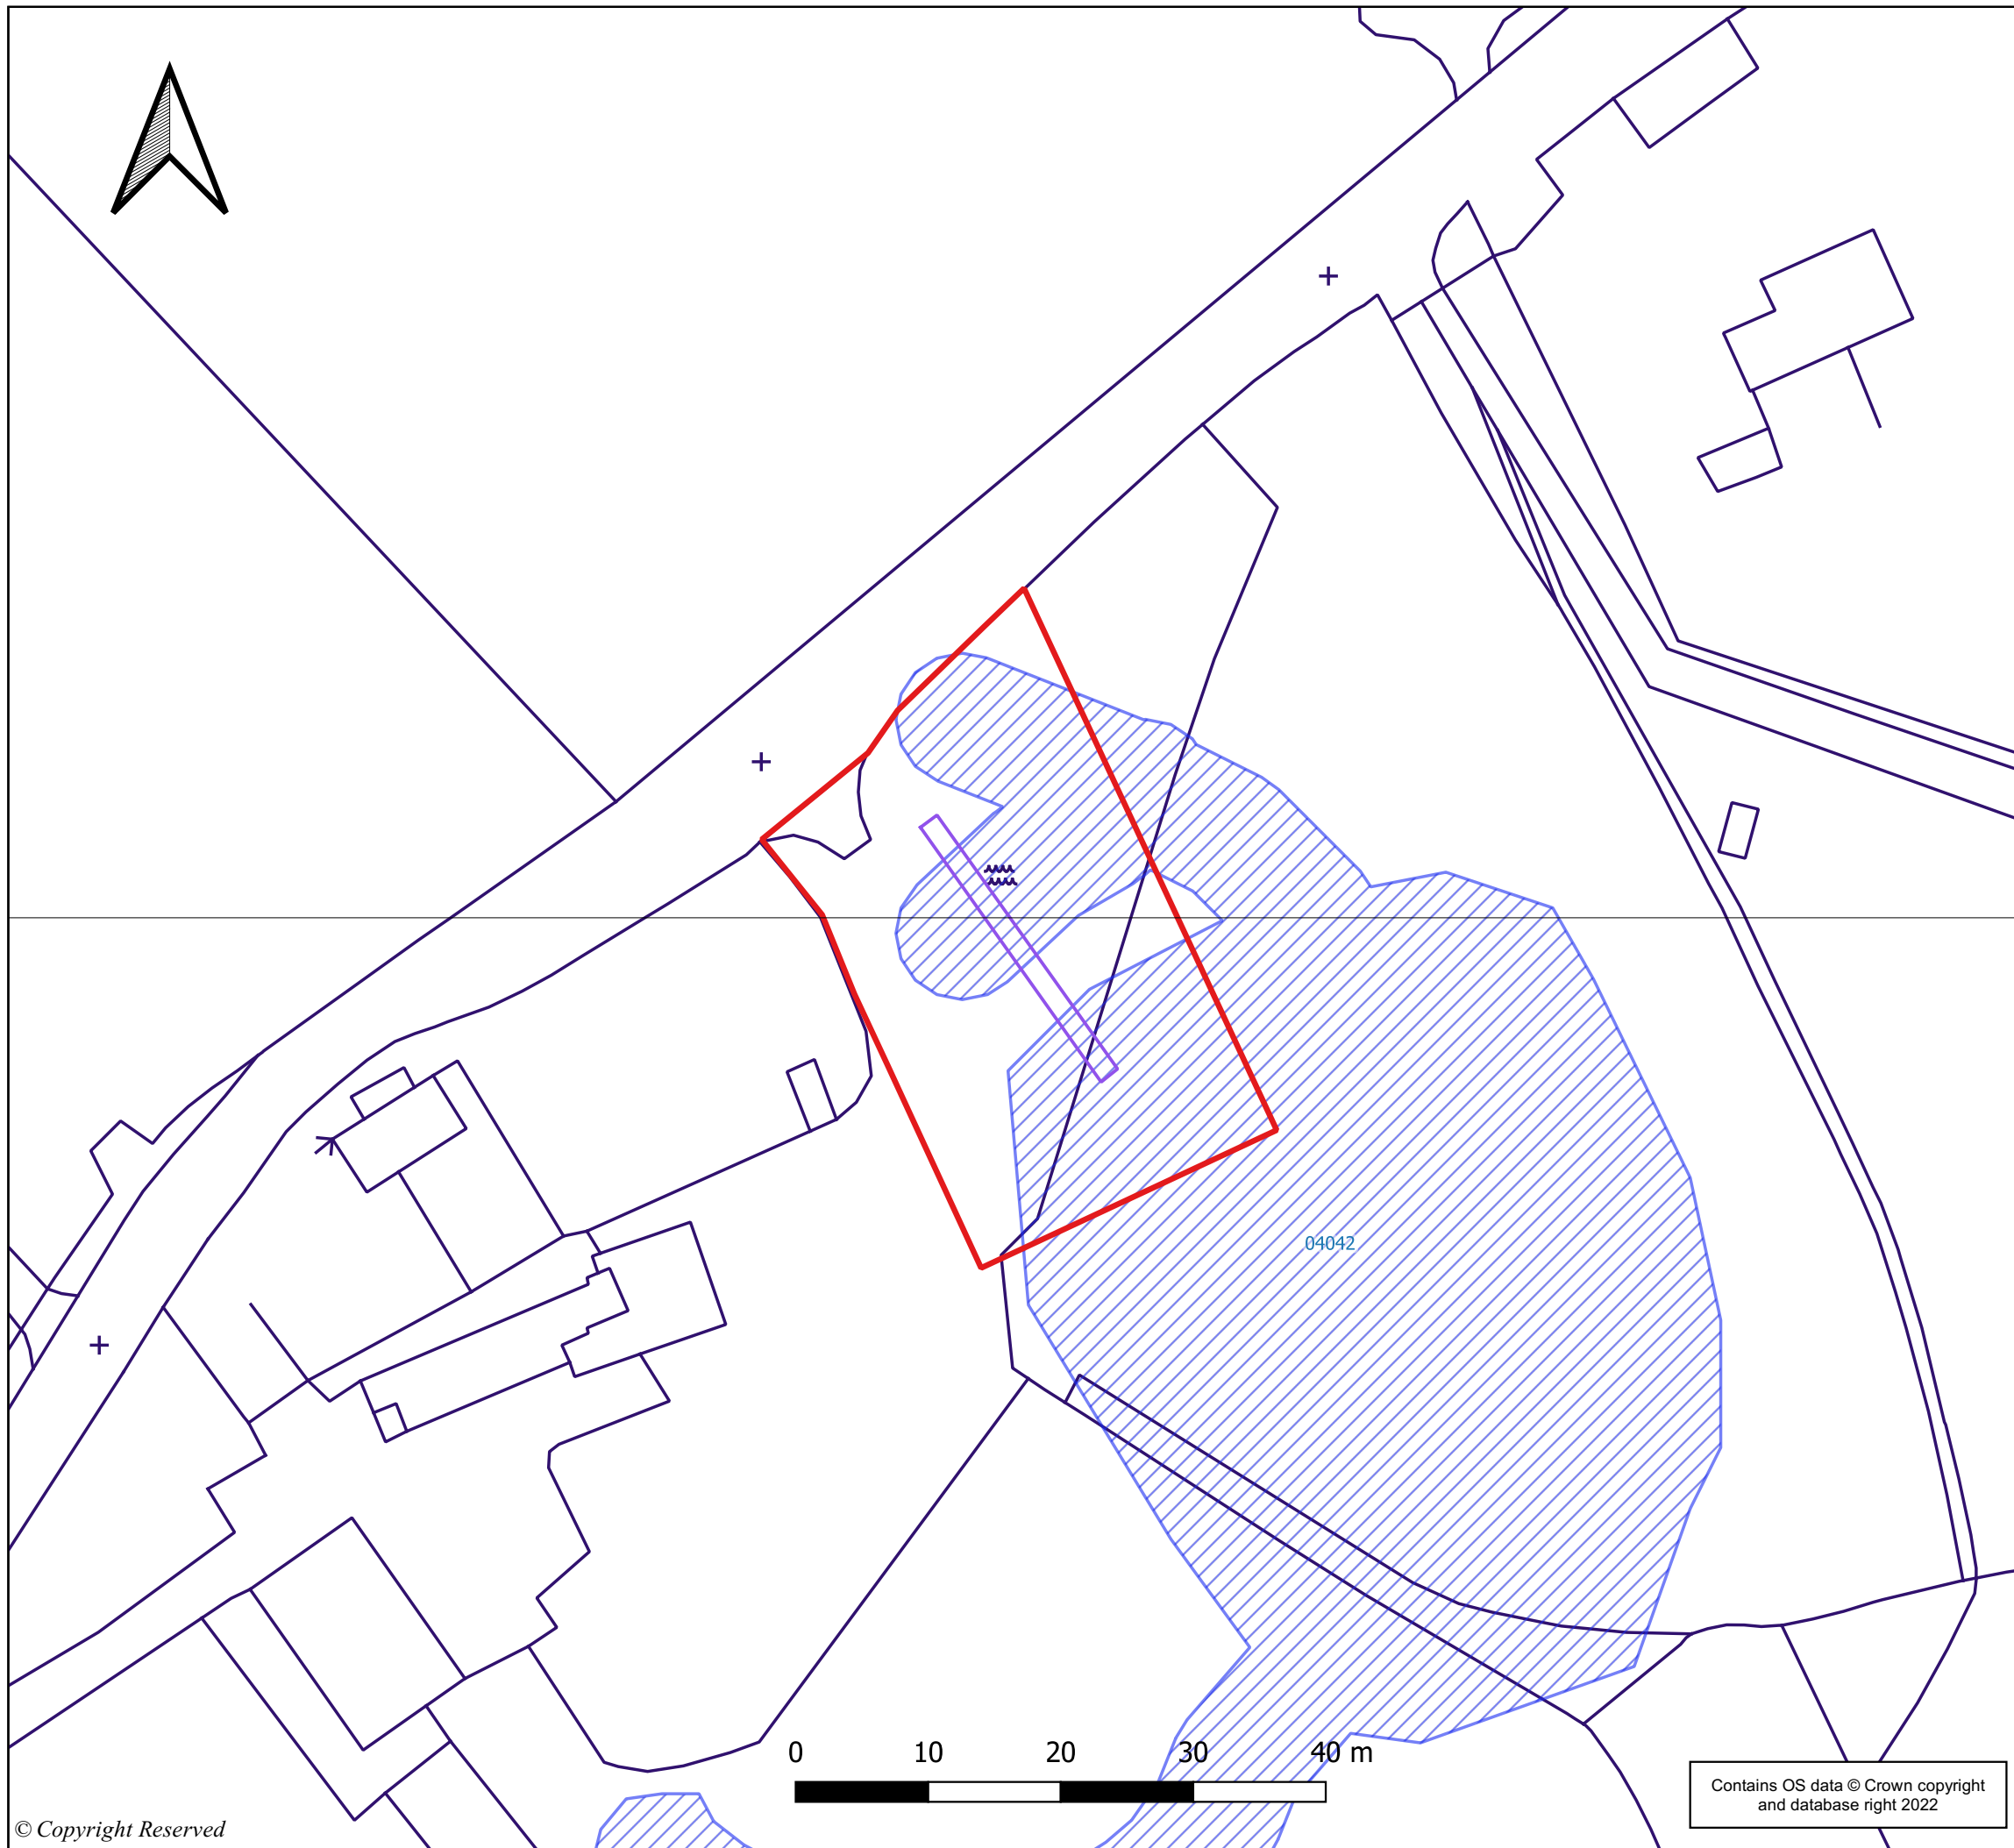 04042
0 10 20 30 40 m
Contains OS data © Crown copyright
and database right 2022
© Copyright Reserved